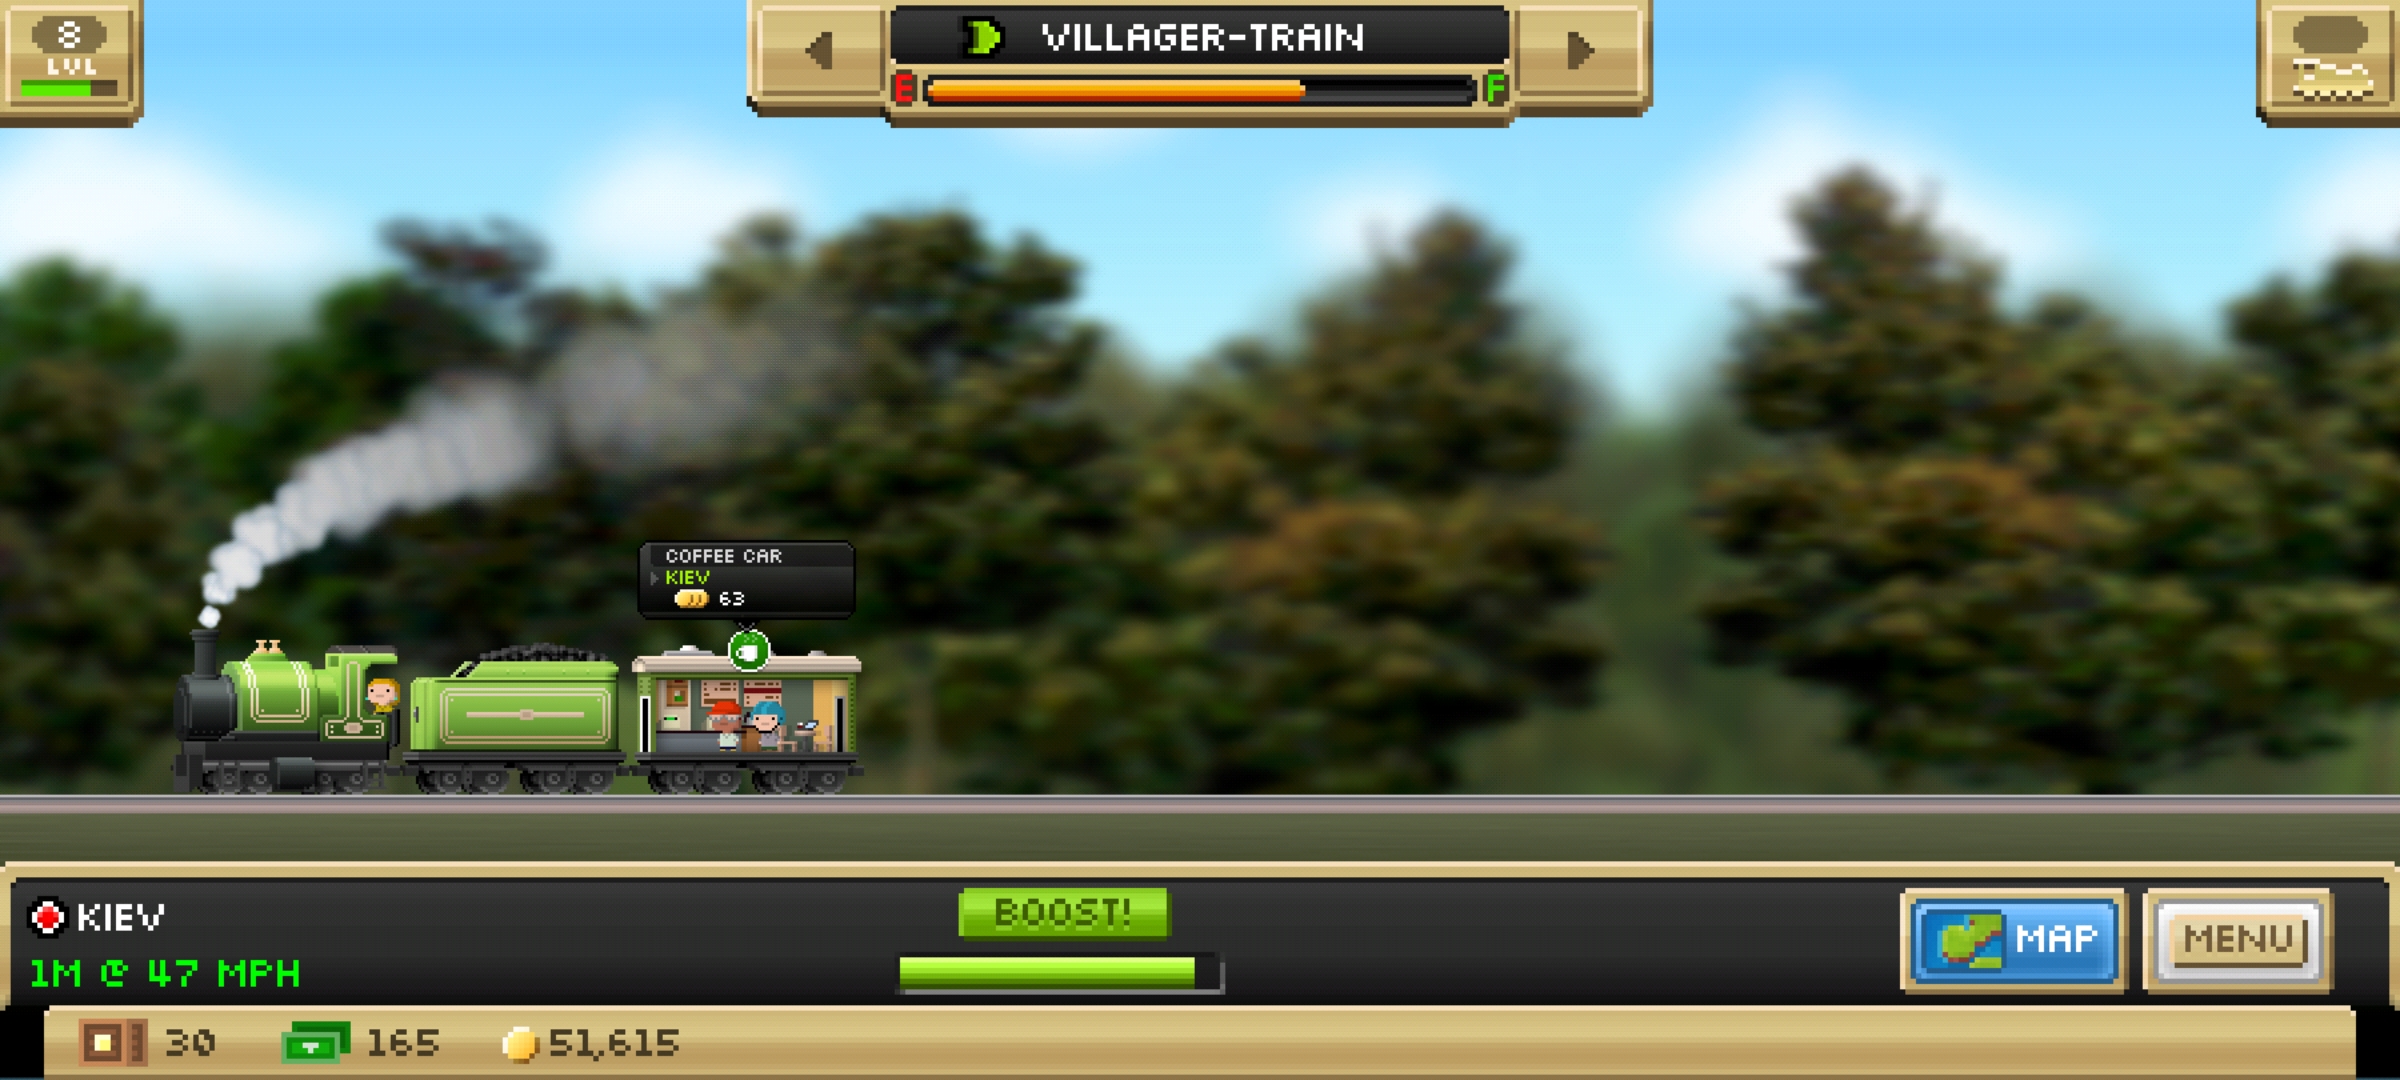 8
LVL
VILLAGER-TRAIN
E F
COFFEE CAR
KIEV
63
KIEV
1M @ 47 MPH
BOOST!
MAP
MENU
30
165
51,615